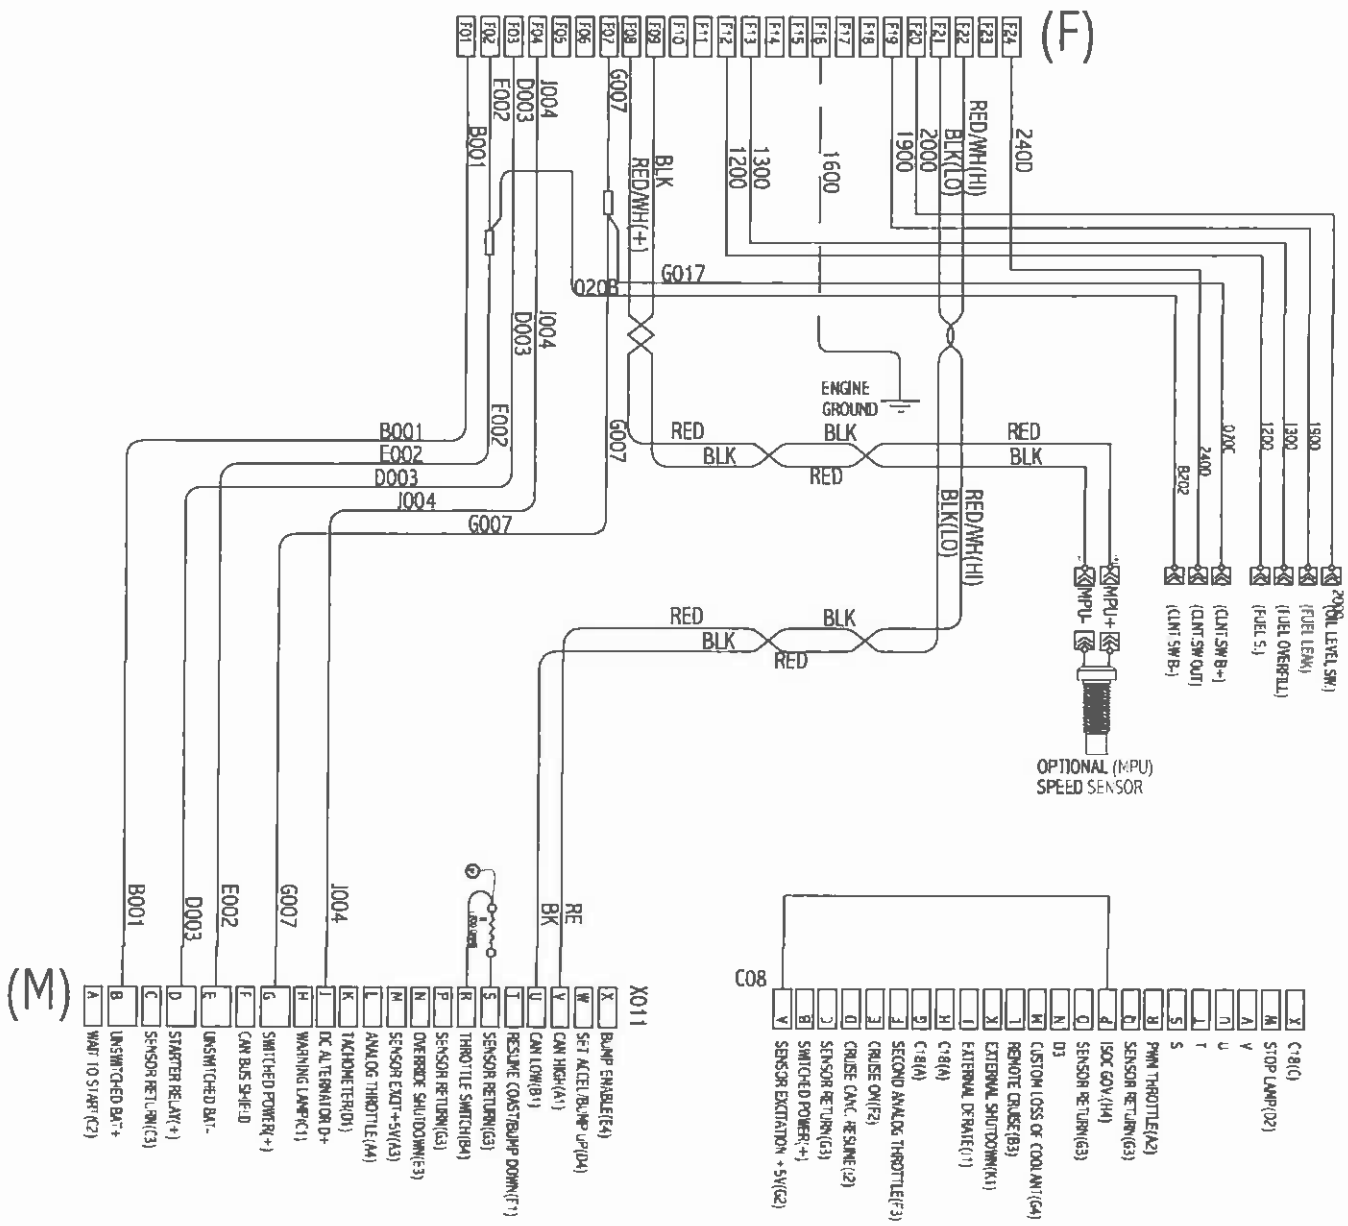 (F)
F01
F02
F03
F04
F05
F06
F07
F08
F09
F10
F11
F12
F13
F14
F15
F16
F17
F18
F19
F20
F21
F22
F23
F24
B001
E002
D003
J004
G007
RED/WH(+)
BLK
1200
1300
1600
1900
2000
BLK(LO)
RED/WH(HI)
240D
G017
020B
D003
J004
E002
G007
ENGINE
GROUND
B001
E002
D003
J004
G007
RED
BLK
RED
BLK
RED
BLK
BLK(LO)
RED/WH(HI)
B202
2400
070C
1200
1300
1900
2000
RED
BLK
BLK
RED
MPU-
MPU+
(CLNT.SW B-)
(CLNT.SW OUT)
(CLNT.SW B+)
(FUEL S.)
(FUEL OVERFILL)
(FUEL LEAK)
(OIL LEVEL SW.)
OPTIONAL (MPU)
SPEED SENSOR
B001
D003
E002
G007
J004
BK
RE
(M)
X011
A WAIT TO START(C2)
B UNSWITCHED BAT+
C SENSOR RETURN(C3)
D STARTER RELAY(+)
E UNSWITCHED BAT-
F CAN BUS SHIELD
G SWITCHED POWER(+)
H WARNING LAMP(C1)
J DC ALTERNATOR D+
K TACHOMETER(D1)
L ANALOG THROTTLE(A4)
M SENSOR EXCIT+5V(A3)
N OVERRIDE SHUTDOWN(E3)
P SENSOR RETURN(G3)
R THROTTLE SWITCH(B4)
S SENSOR RETURN(G3)
T RESUME COAST/BUMP DOWN(F1)
U CAN LOW(B1)
V CAN HIGH(A1)
W SET ACCEL/BUMP UP(D4)
X BUMP ENABLE(E4)
C08
SENSOR EXCITATION +5V(G2)
B SWITCHED POWER(+)
SENSOR RETURN(G3)
CRUISE CANC. RESUME
CRUISE ON(F2)
SECOND ANALOG THROTTLE(F3)
G C18(A)
H C18(A)
EXTERNAL DERATE
K EXTERNAL SHUTDOWN(K1)
L REMOTE CRUISE(B3)
M CUSTOM LOSS OF COOLANT(G4)
N D3
SENSOR RETURN(G3)
P ISOC GOV.(H4)
Q SENSOR RETURN(G3)
R PWM THROTTLE(A2)
S S
T T
U U
V V
W STOP LAMP(D2)
X C18(C)